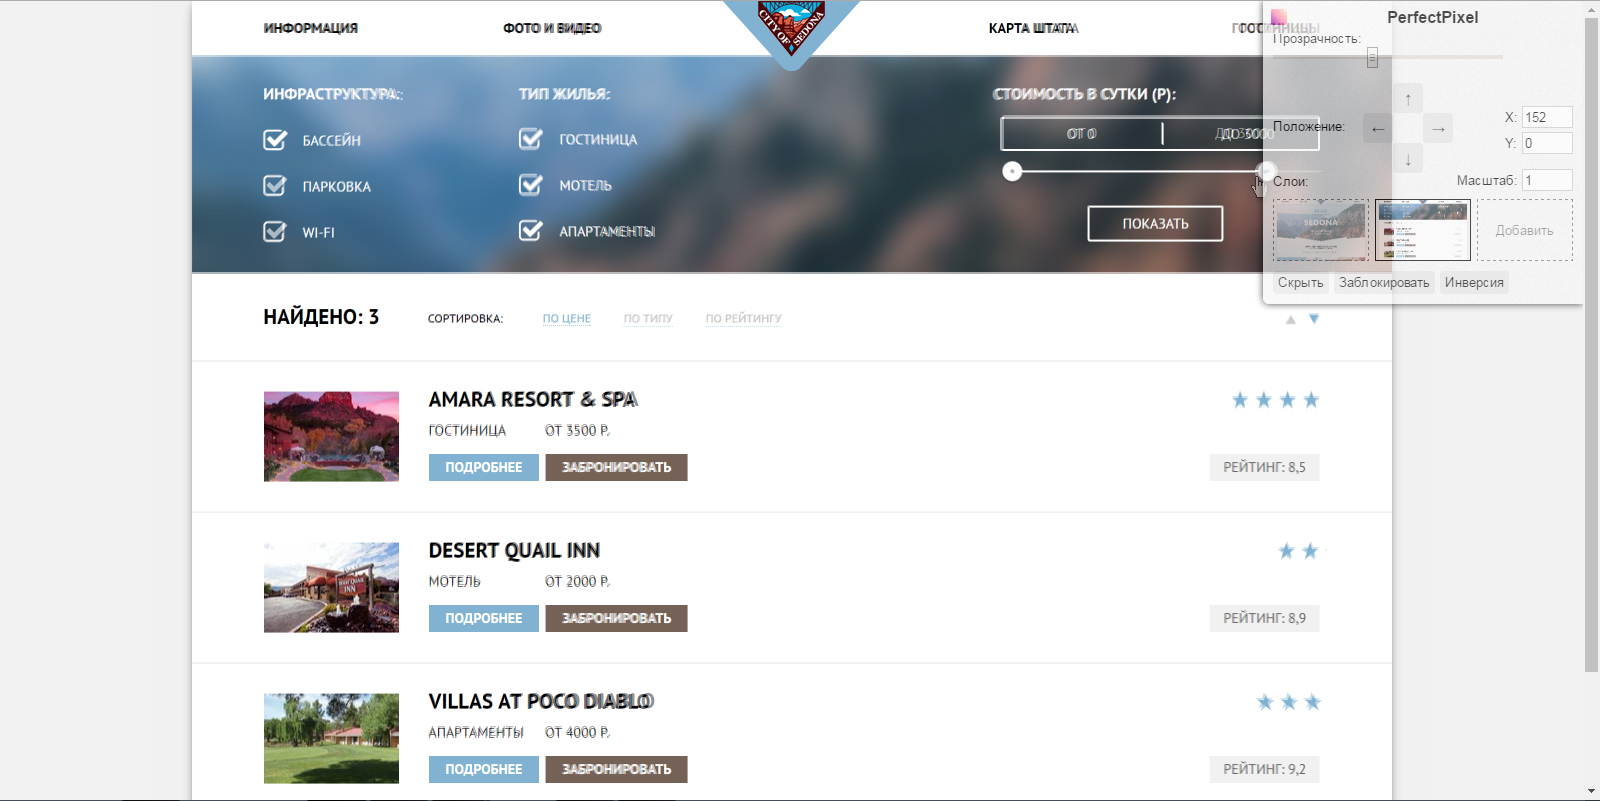 ИНФОРМАЦИЯ
ФОТО И ВИДЕО
CITY OF SEDONA
КАРТА ШТАТА
ГОСТИНИЦЫ
PerfectPixel
Прозрачность:
ИНФРАСТРУКТУРА:
ТИП ЖИЛЬЯ:
СТОИМОСТЬ В СУТКИ (Р):
БАССЕЙН
ГОСТИНИЦА
ОТ 0
ДО 5000
Положение:
↑
←
→
↓
X: 152
Y: 0
ПАРКОВКА
МОТЕЛЬ
Слои:
Масштаб: 1
WI-FI
АПАРТАМЕНТЫ
ПОКАЗАТЬ
SEDONA
Добавить
Скрыть
Заблокировать
Инверсия
НАЙДЕНО: 3
СОРТИРОВКА:
ПО ЦЕНЕ
ПО ТИПУ
ПО РЕЙТИНГУ
AMARA RESORT & SPA
ГОСТИНИЦА
ОТ 3500 Р.
ПОДРОБНЕЕ
ЗАБРОНИРОВАТЬ
РЕЙТИНГ: 8,5
DESERT QUAIL INN
МОТЕЛЬ
ОТ 2000 Р.
ПОДРОБНЕЕ
ЗАБРОНИРОВАТЬ
РЕЙТИНГ: 8,9
VILLAS AT POCO DIABLO
АПАРТАМЕНТЫ
ОТ 4000 Р.
ПОДРОБНЕЕ
ЗАБРОНИРОВАТЬ
РЕЙТИНГ: 9,2